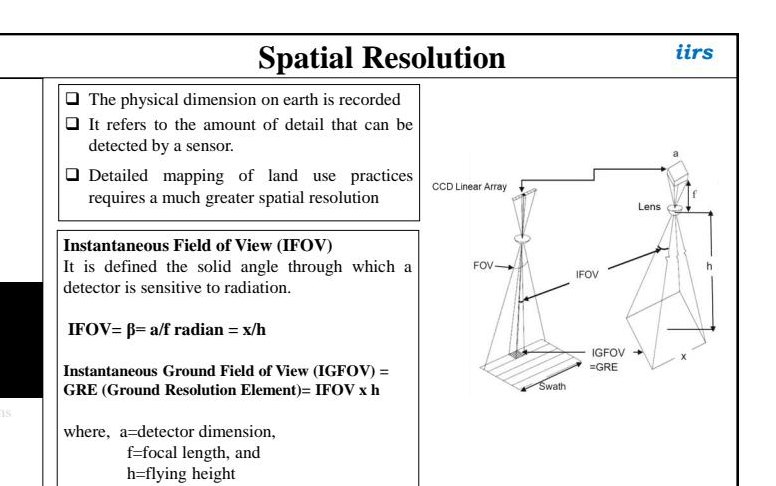 Spatial Resolution
iirs
❑ The physical dimension on earth is recorded
❑ It refers to the amount of detail that can be
detected by a sensor.
❑ Detailed mapping of land use practices
requires a much greater spatial resolution
Instantaneous Field of View (IFOV)
It is defined the solid angle through which a
detector is sensitive to radiation.
IFOV= β= a/f radian = x/h
Instantaneous Ground Field of View (IGFOV) =
GRE (Ground Resolution Element)= IFOV x h
where, a=detector dimension,
f=focal length, and
h=flying height
a
CCD Linear Array
f
Lens
FOV
IFOV
h
IGFOV
=GRE
x
Swath